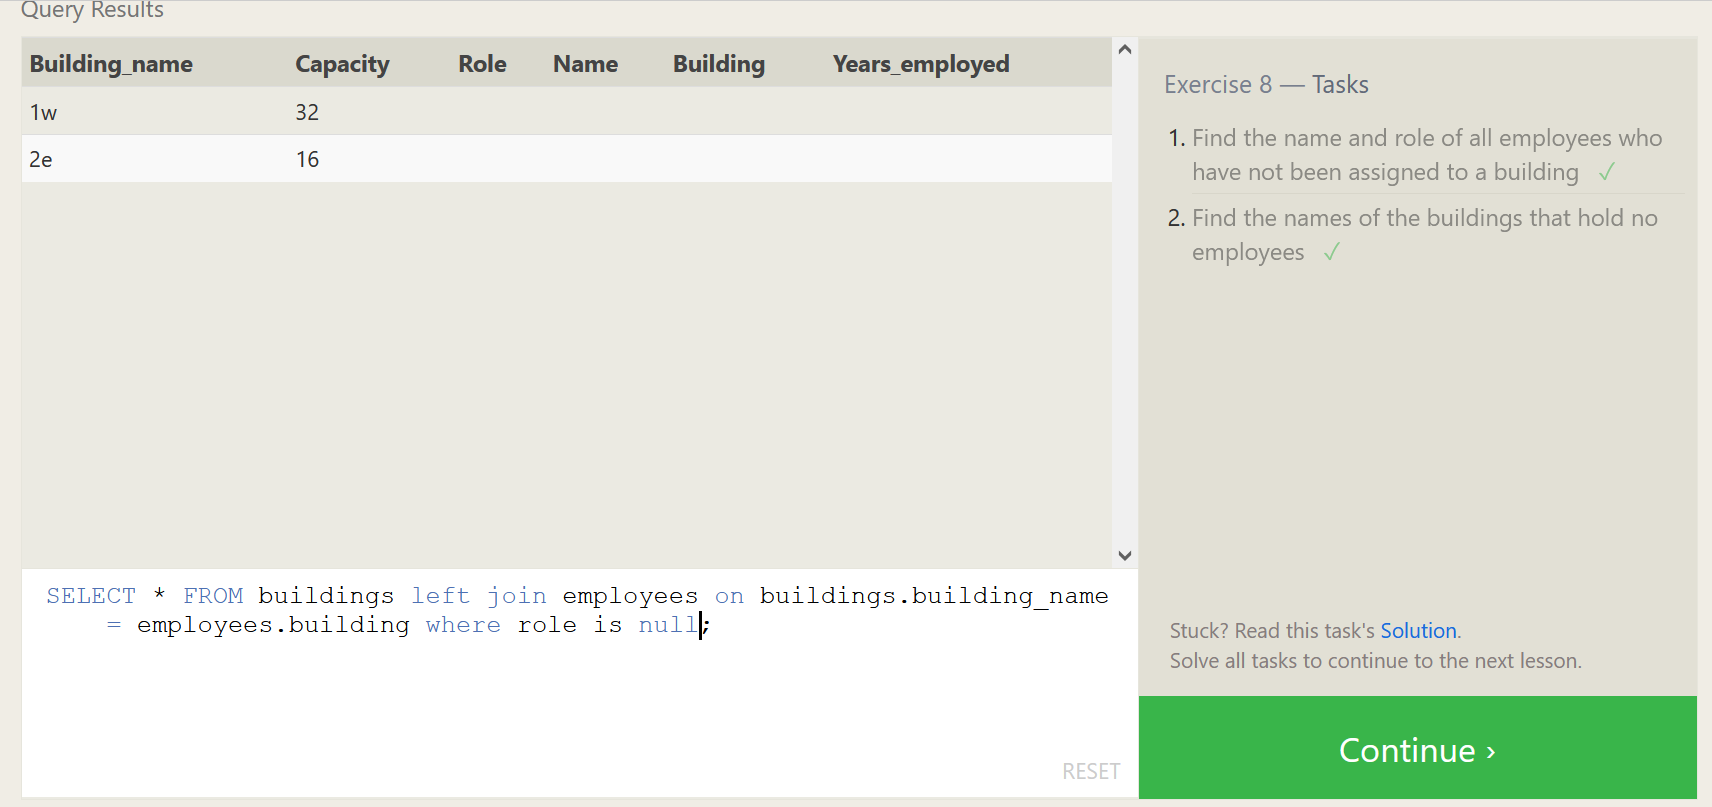 Query Results
Building_name Capacity Role Name Building Years_employed
1w 32
2e 16
SELECT * FROM buildings left join employees on buildings.building_name
= employees.building where role is null;
RESET
Exercise 8 — Tasks
1. Find the name and role of all employees who
have not been assigned to a building ✓
2. Find the names of the buildings that hold no
employees ✓
Stuck? Read this task's Solution.
Solve all tasks to continue to the next lesson.
Continue ›